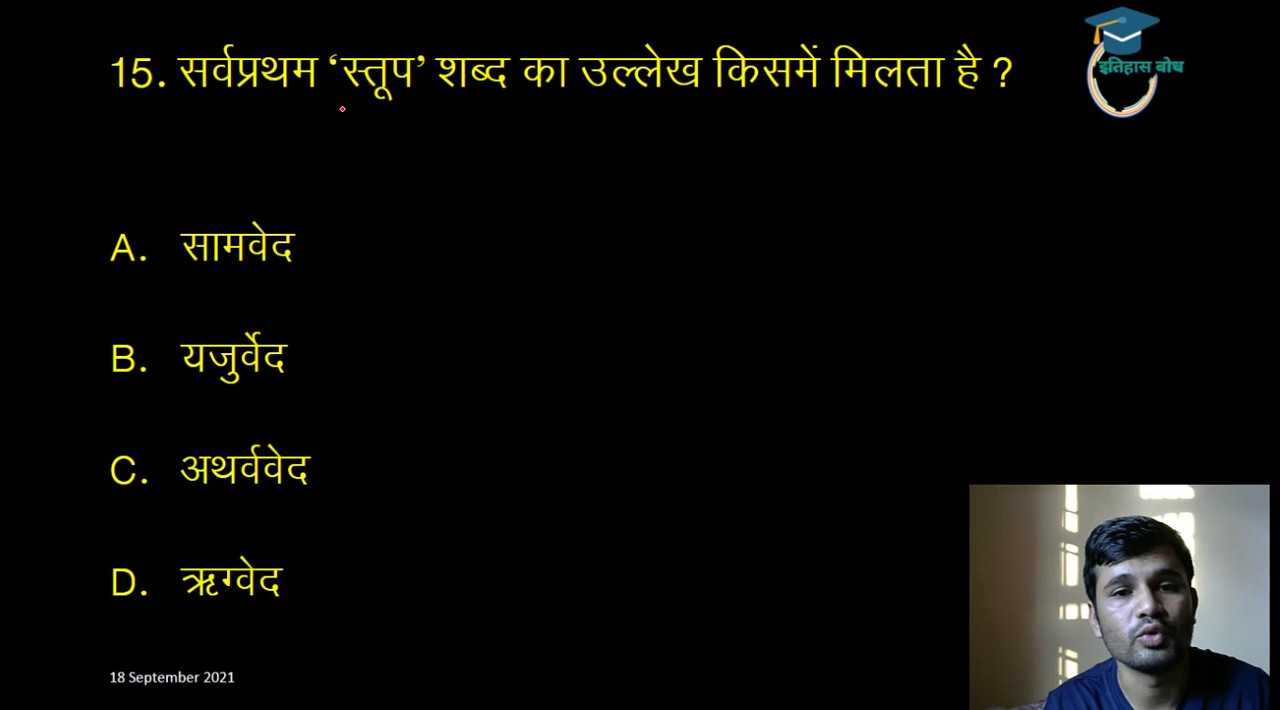 15. सर्वप्रथम ‘स्तूप’ शब्द का उल्लेख किसमें मिलता है ?
इतिहास बोध
A. सामवेद
B. यजुर्वेद
C. अथर्ववेद
D. ऋग्वेद
18 September 2021